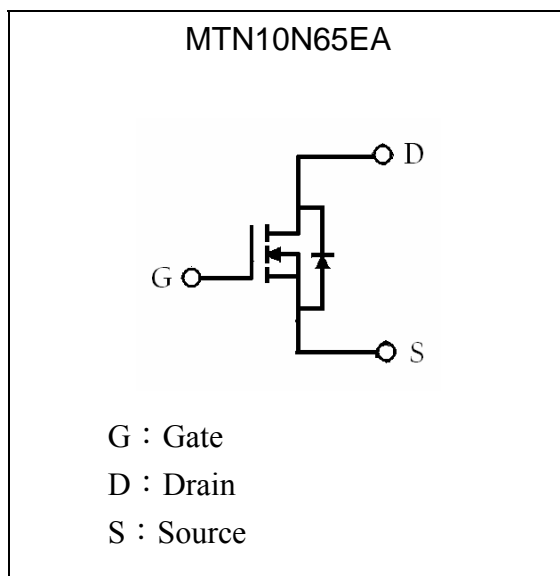 MTN10N65EA
D
G
S
G：Gate
D：Drain
S：Source